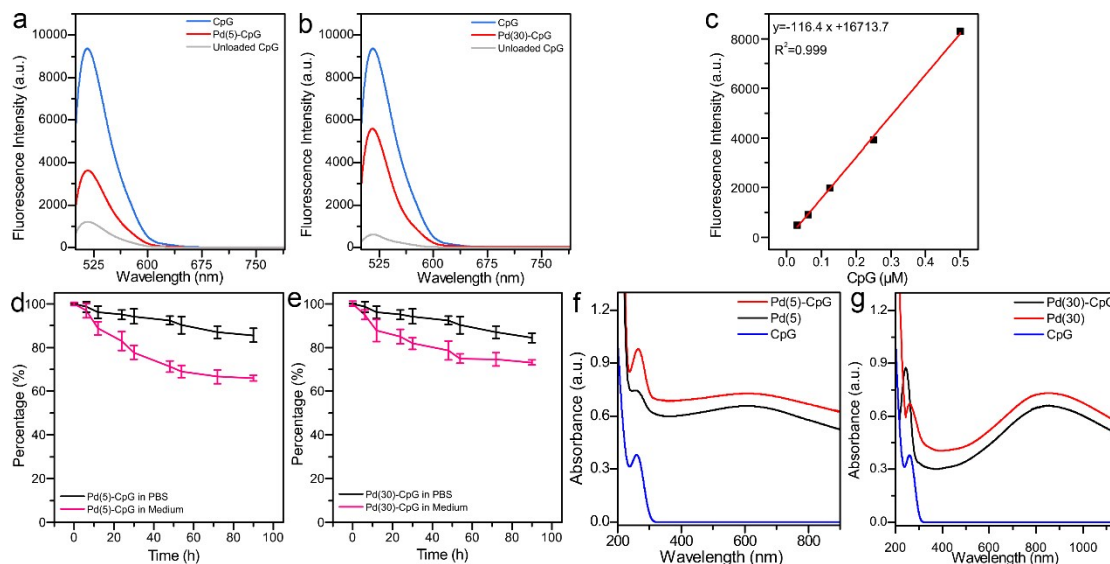 a
CpG
Pd(5)-CpG
Unloaded CpG
10000
8000
6000
4000
2000
0
525
600
675
750
Fluorescence Intensity (a.u.)
Wavelength (nm)
b
CpG
Pd(30)-CpG
Unloaded CpG
10000
8000
6000
4000
2000
0
525
600
675
750
Fluorescence Intensity (a.u.)
Wavelength (nm)
c
y=-116.4 x +16713.7
R²=0.999
8000
6000
4000
2000
0
0.0
0.1
0.2
0.3
0.4
0.5
Fluorescence Intensity (a.u.)
CpG (μM)
d
100
80
60
40
20
0
0
20
40
60
80
100
Percentage (%)
Pd(5)-CpG in PBS
Pd(5)-CpG in Medium
Time (h)
e
100
80
60
40
20
0
0
20
40
60
80
100
Percentage (%)
Pd(30)-CpG in PBS
Pd(30)-CpG in Medium
Time (h)
f
Pd(5)-CpG
Pd(5)
CpG
1.2
0.9
0.6
0.3
0.0
200
400
600
800
Absorbance (a.u.)
Wavelength (nm)
g
Pd(30)-CpG
Pd(30)
CpG
1.2
0.9
0.6
0.3
0.0
200
400
600
800
1000
Absorbance (a.u.)
Wavelength (nm)